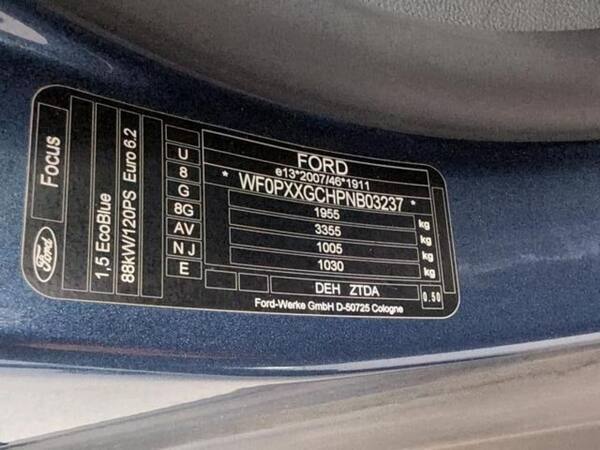 Ford
Focus
1,5 EcoBlue
88kW/120PS Euro 6.2
U
8
G
8G
AV
N J
E
FORD
e13*2007/46*1911
* WF0PXXGCHPNB03237 *
1955 kg
3355 kg
1005 kg
1030 kg
DEH ZTDA
0.50
Ford-Werke GmbH D-50725 Cologne